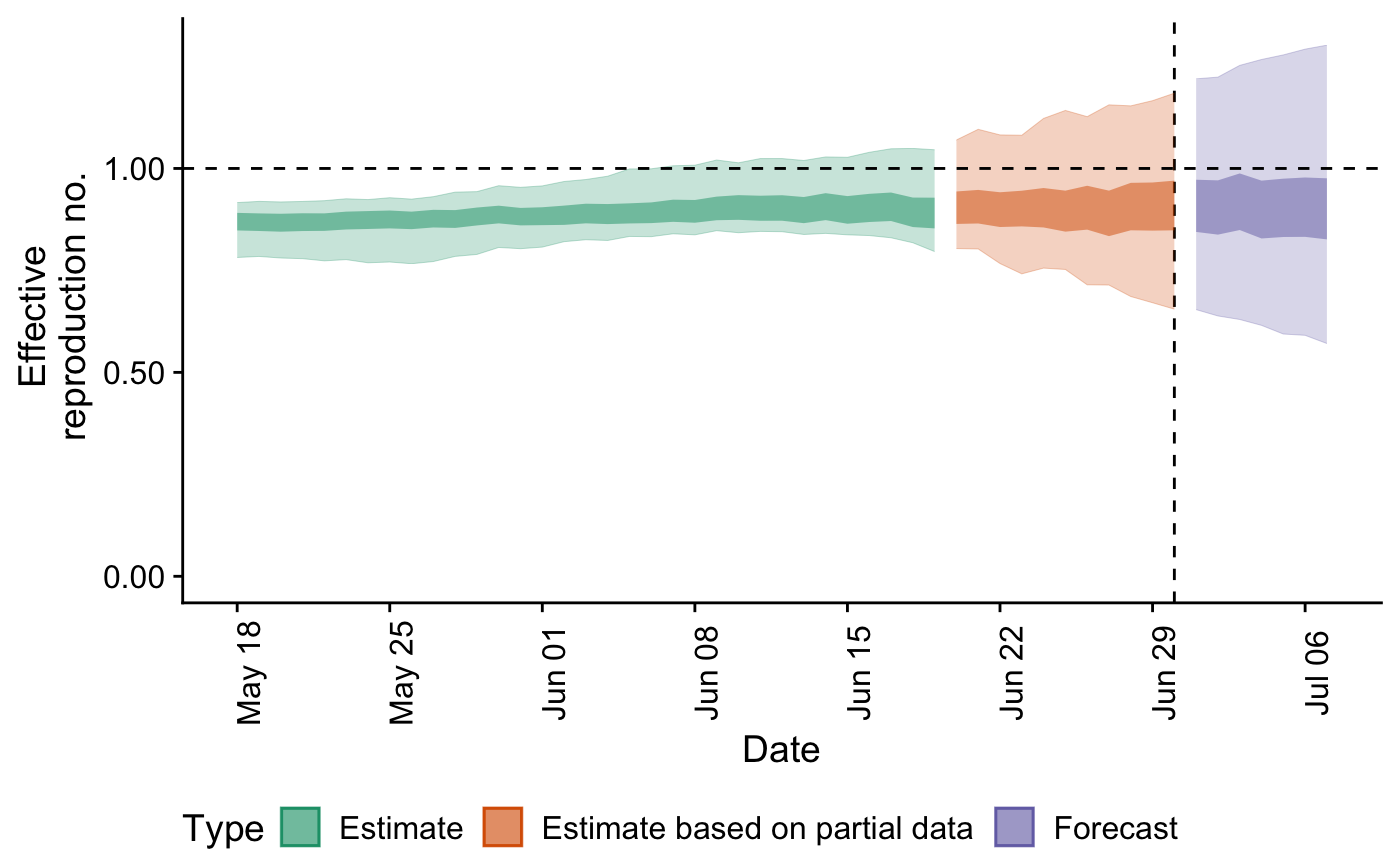 Effective
reproduction no.
1.00
0.50
0.00
May 18
May 25
Jun 01
Jun 08
Jun 15
Jun 22
Jun 29
Jul 06
Date
Type Estimate Estimate based on partial data Forecast